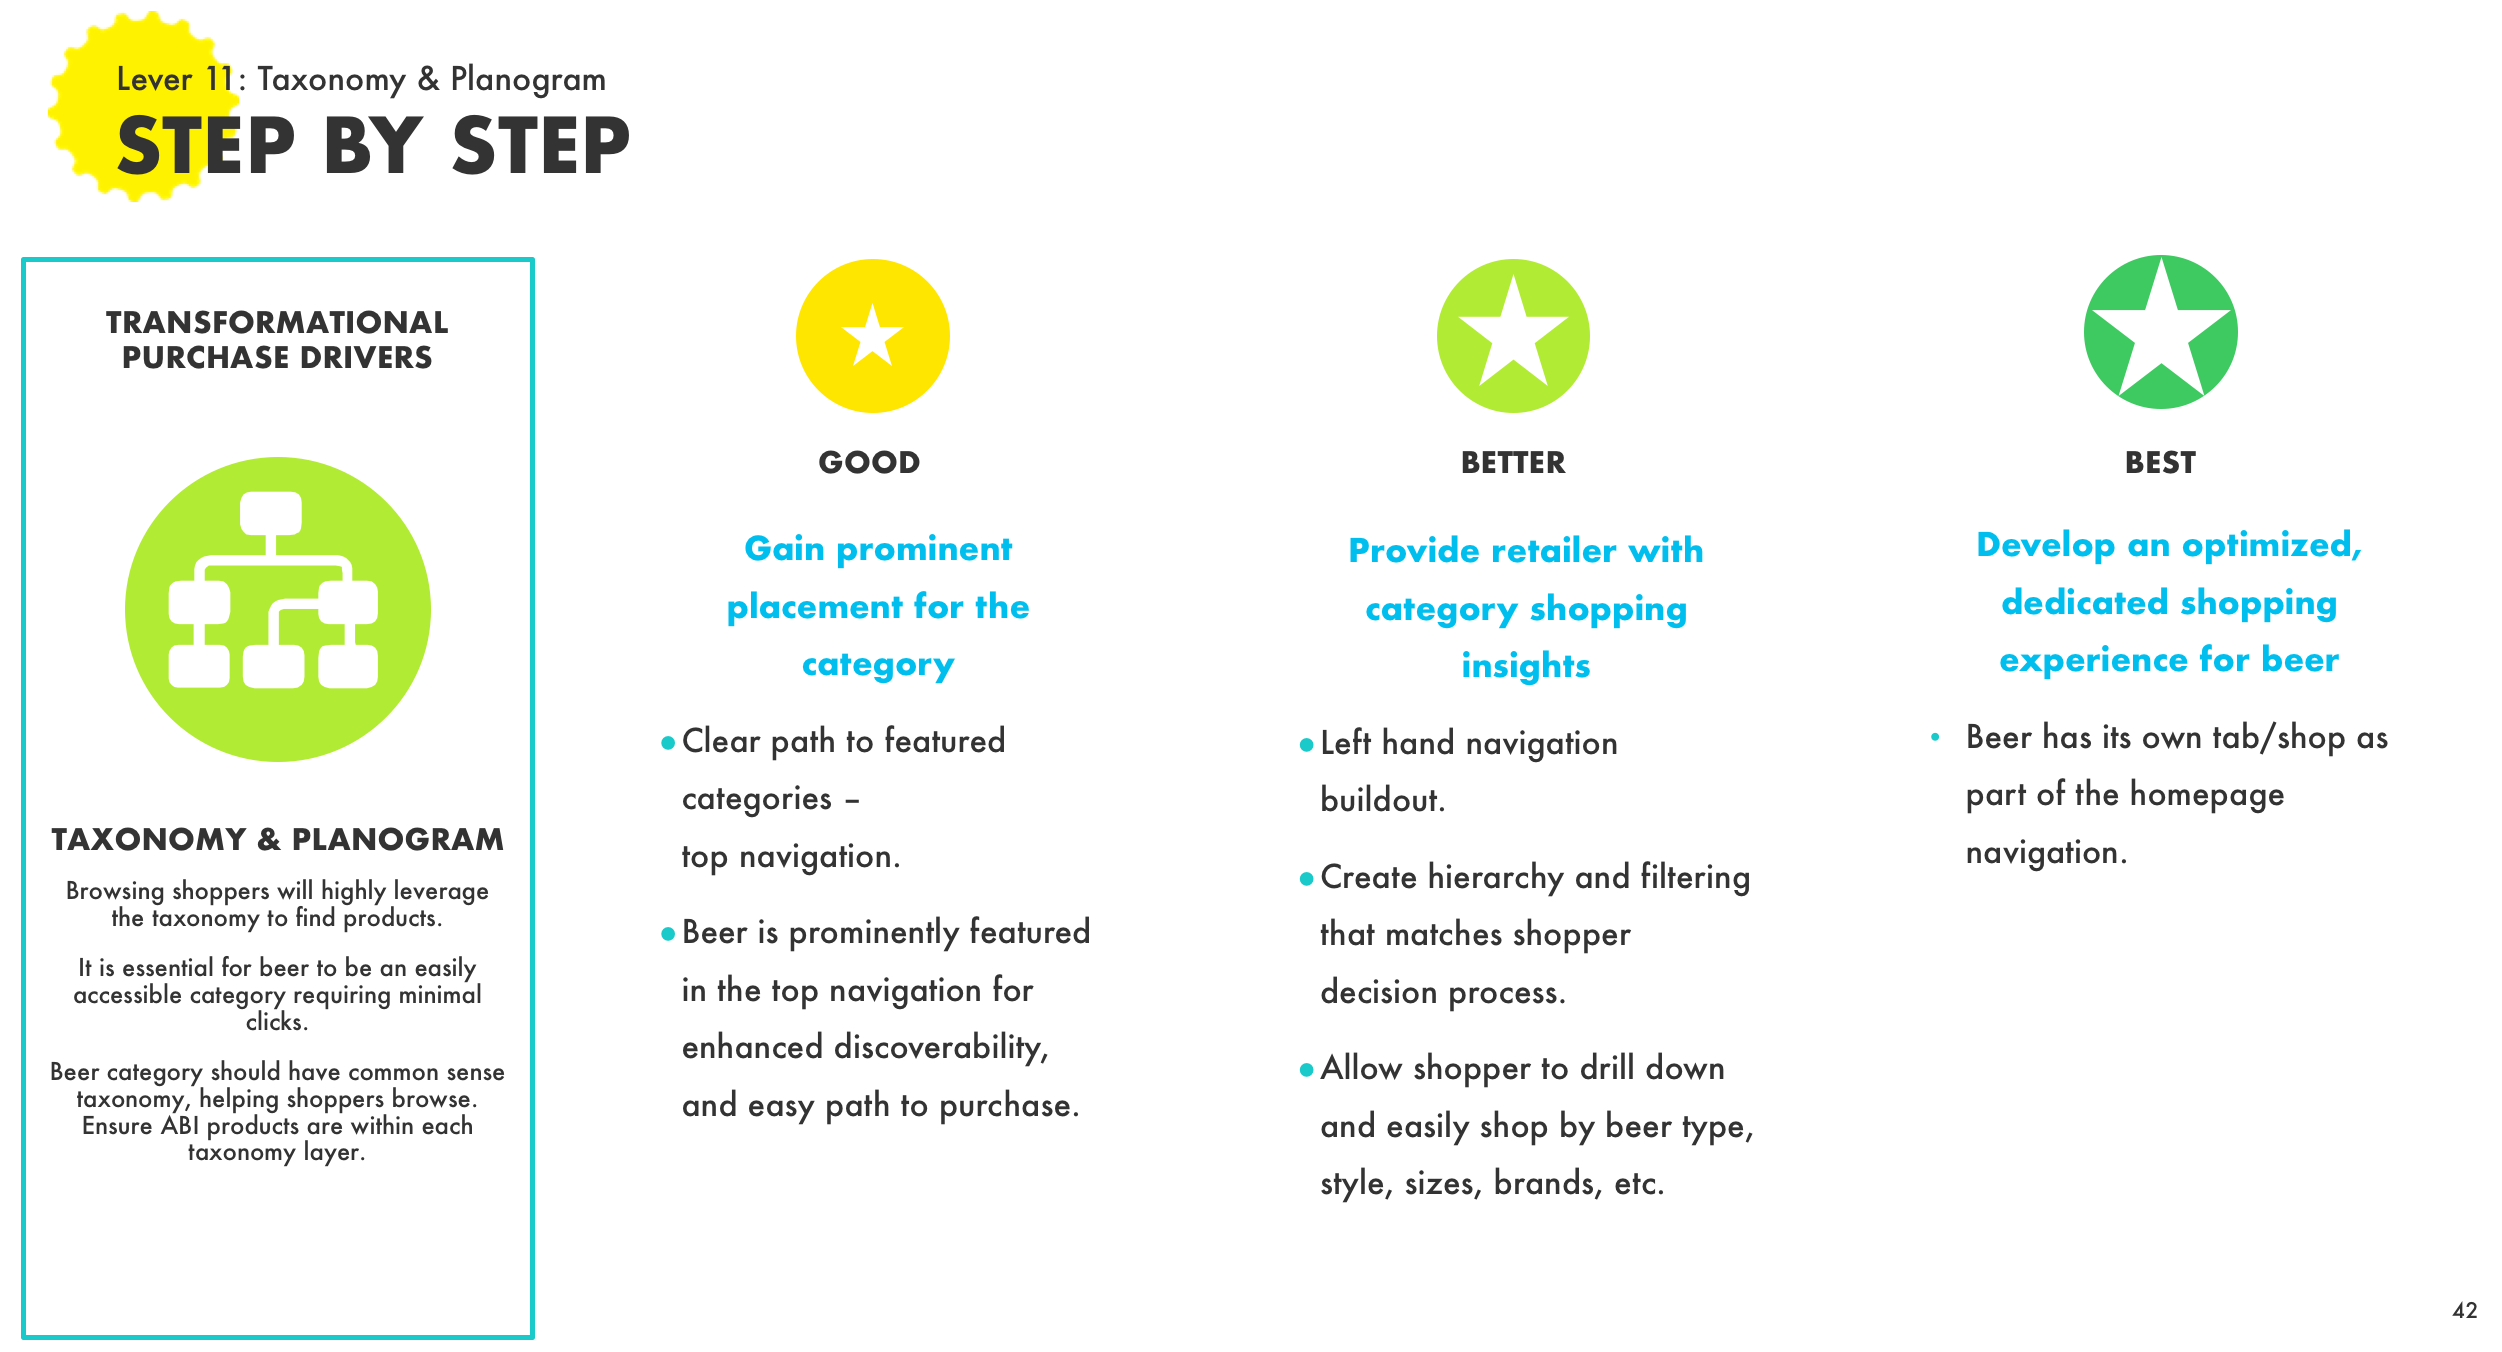 Lever 11: Taxonomy & Planogram
STEP BY STEP
TRANSFORMATIONAL
PURCHASE DRIVERS
TAXONOMY & PLANOGRAM
Browsing shoppers will highly leverage
the taxonomy to find products.
It is essential for beer to be an easily
accessible category requiring minimal
clicks.
Beer category should have common sense
taxonomy, helping shoppers browse.
Ensure ABI products are within each
taxonomy layer.
GOOD
Gain prominent
placement for the
category
• Clear path to featured
categories –
top navigation.
• Beer is prominently featured
in the top navigation for
enhanced discoverability,
and easy path to purchase.
BETTER
Provide retailer with
category shopping
insights
• Left hand navigation
buildout.
• Create hierarchy and filtering
that matches shopper
decision process.
• Allow shopper to drill down
and easily shop by beer type,
style, sizes, brands, etc.
BEST
Develop an optimized,
dedicated shopping
experience for beer
• Beer has its own tab/shop as
part of the homepage
navigation.
42